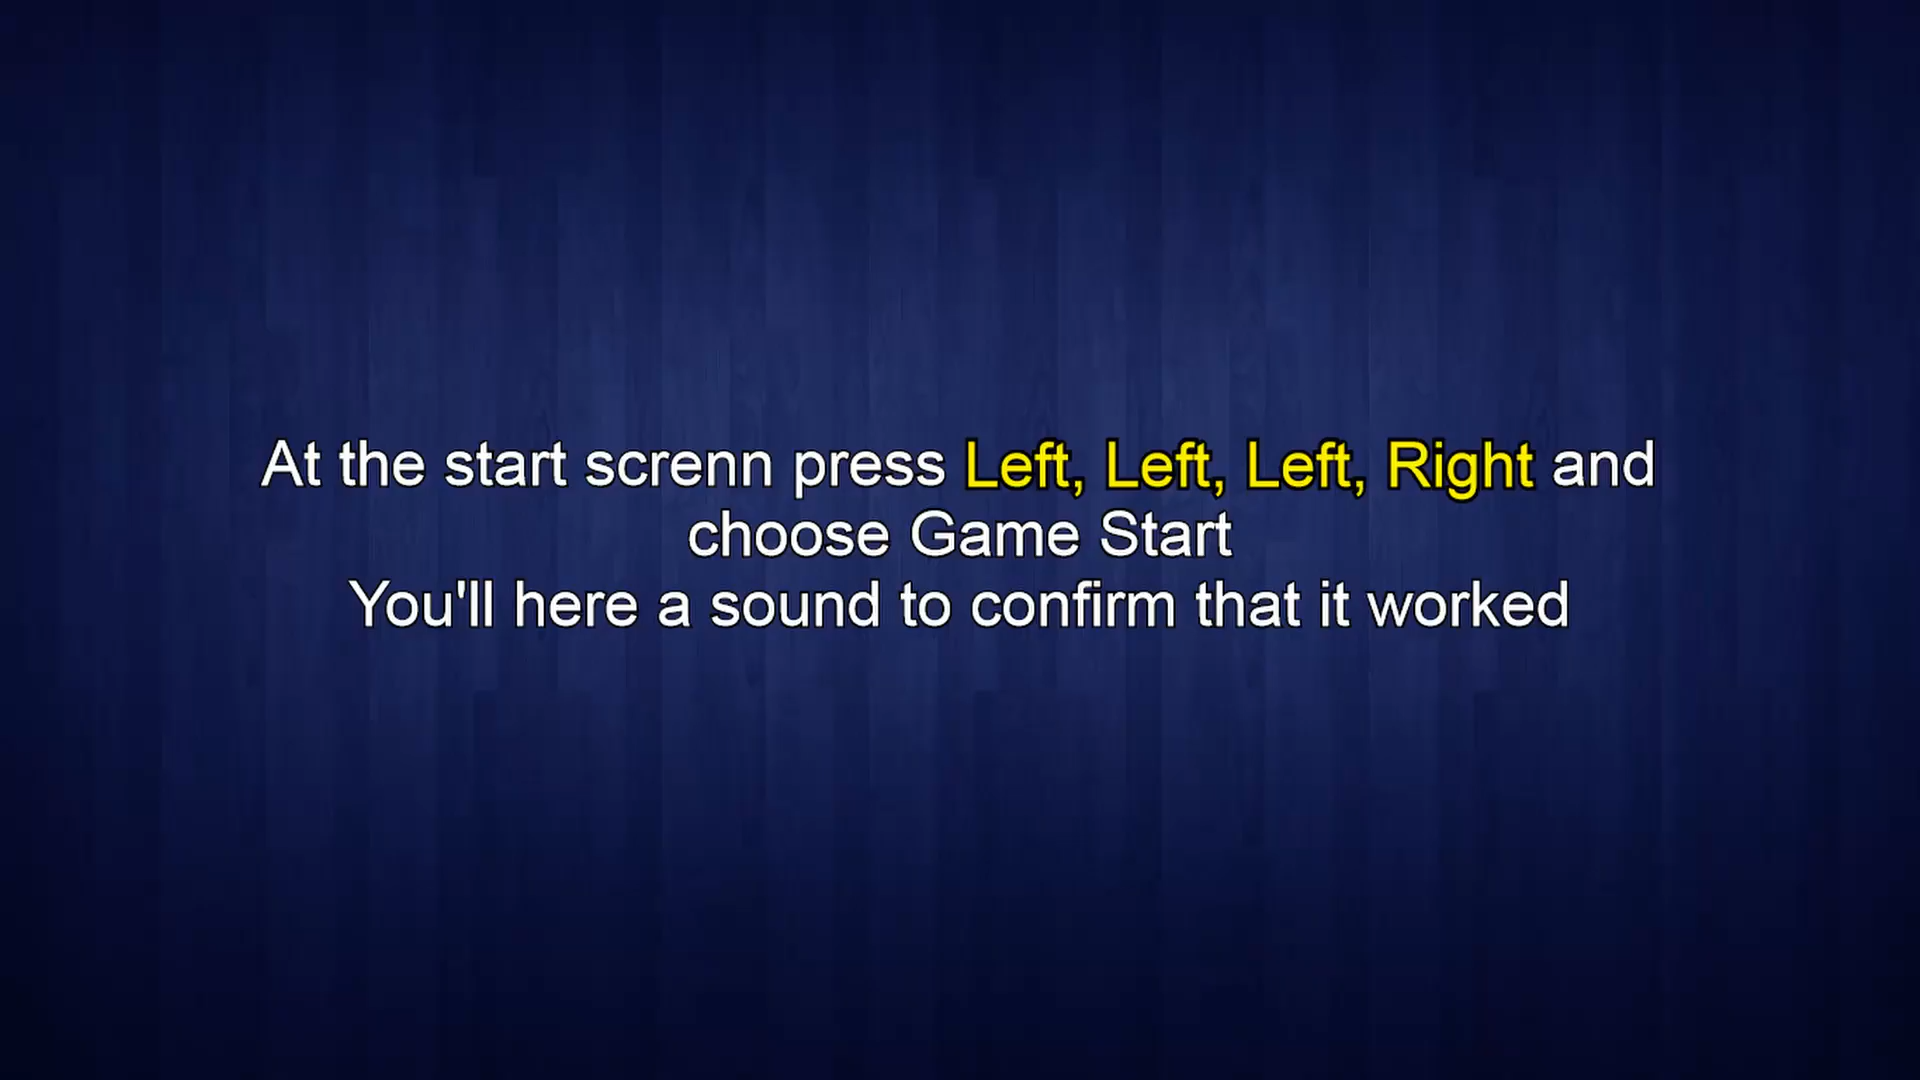 At the start screnn press Left, Left, Left, Right and
choose Game Start
You'll here a sound to confirm that it worked